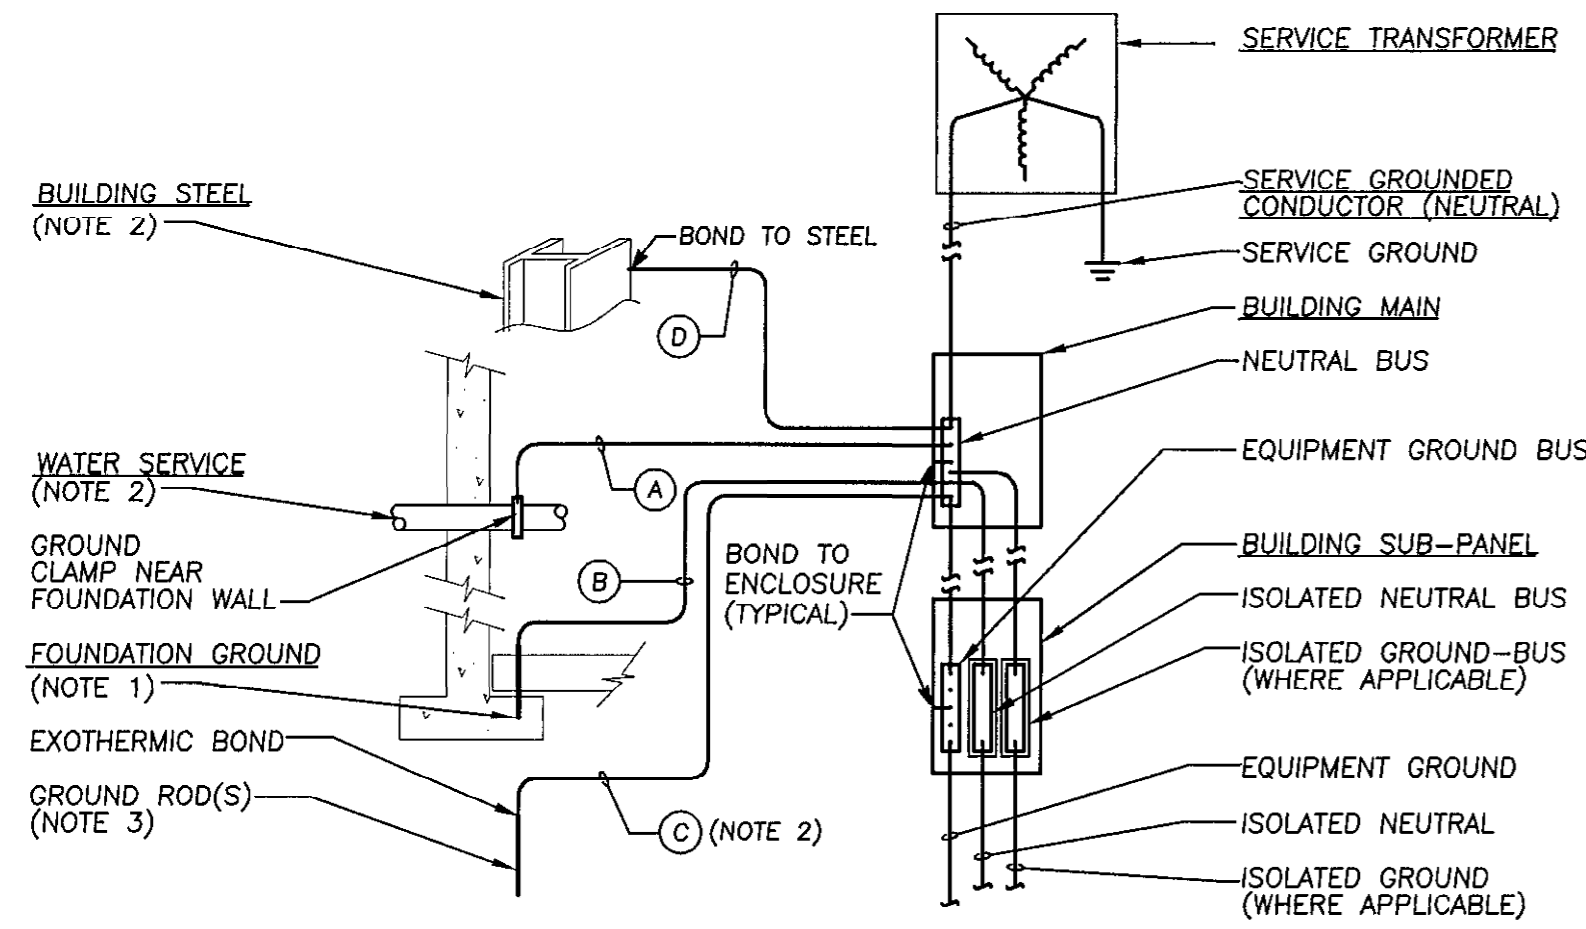 SERVICE TRANSFORMER
BUILDING STEEL
(NOTE 2)
BOND TO STEEL
SERVICE GROUNDED
CONDUCTOR (NEUTRAL)
SERVICE GROUND
BUILDING MAIN
D
NEUTRAL BUS
WATER SERVICE
(NOTE 2)
A
EQUIPMENT GROUND BUS
GROUND
CLAMP NEAR
FOUNDATION WALL
B
BOND TO
ENCLOSURE
(TYPICAL)
BUILDING SUB-PANEL
ISOLATED NEUTRAL BUS
FOUNDATION GROUND
(NOTE 1)
ISOLATED GROUND-BUS
(WHERE APPLICABLE)
EXOTHERMIC BOND
EQUIPMENT GROUND
GROUND ROD(S)
(NOTE 3)
C (NOTE 2)
ISOLATED NEUTRAL
ISOLATED GROUND
(WHERE APPLICABLE)